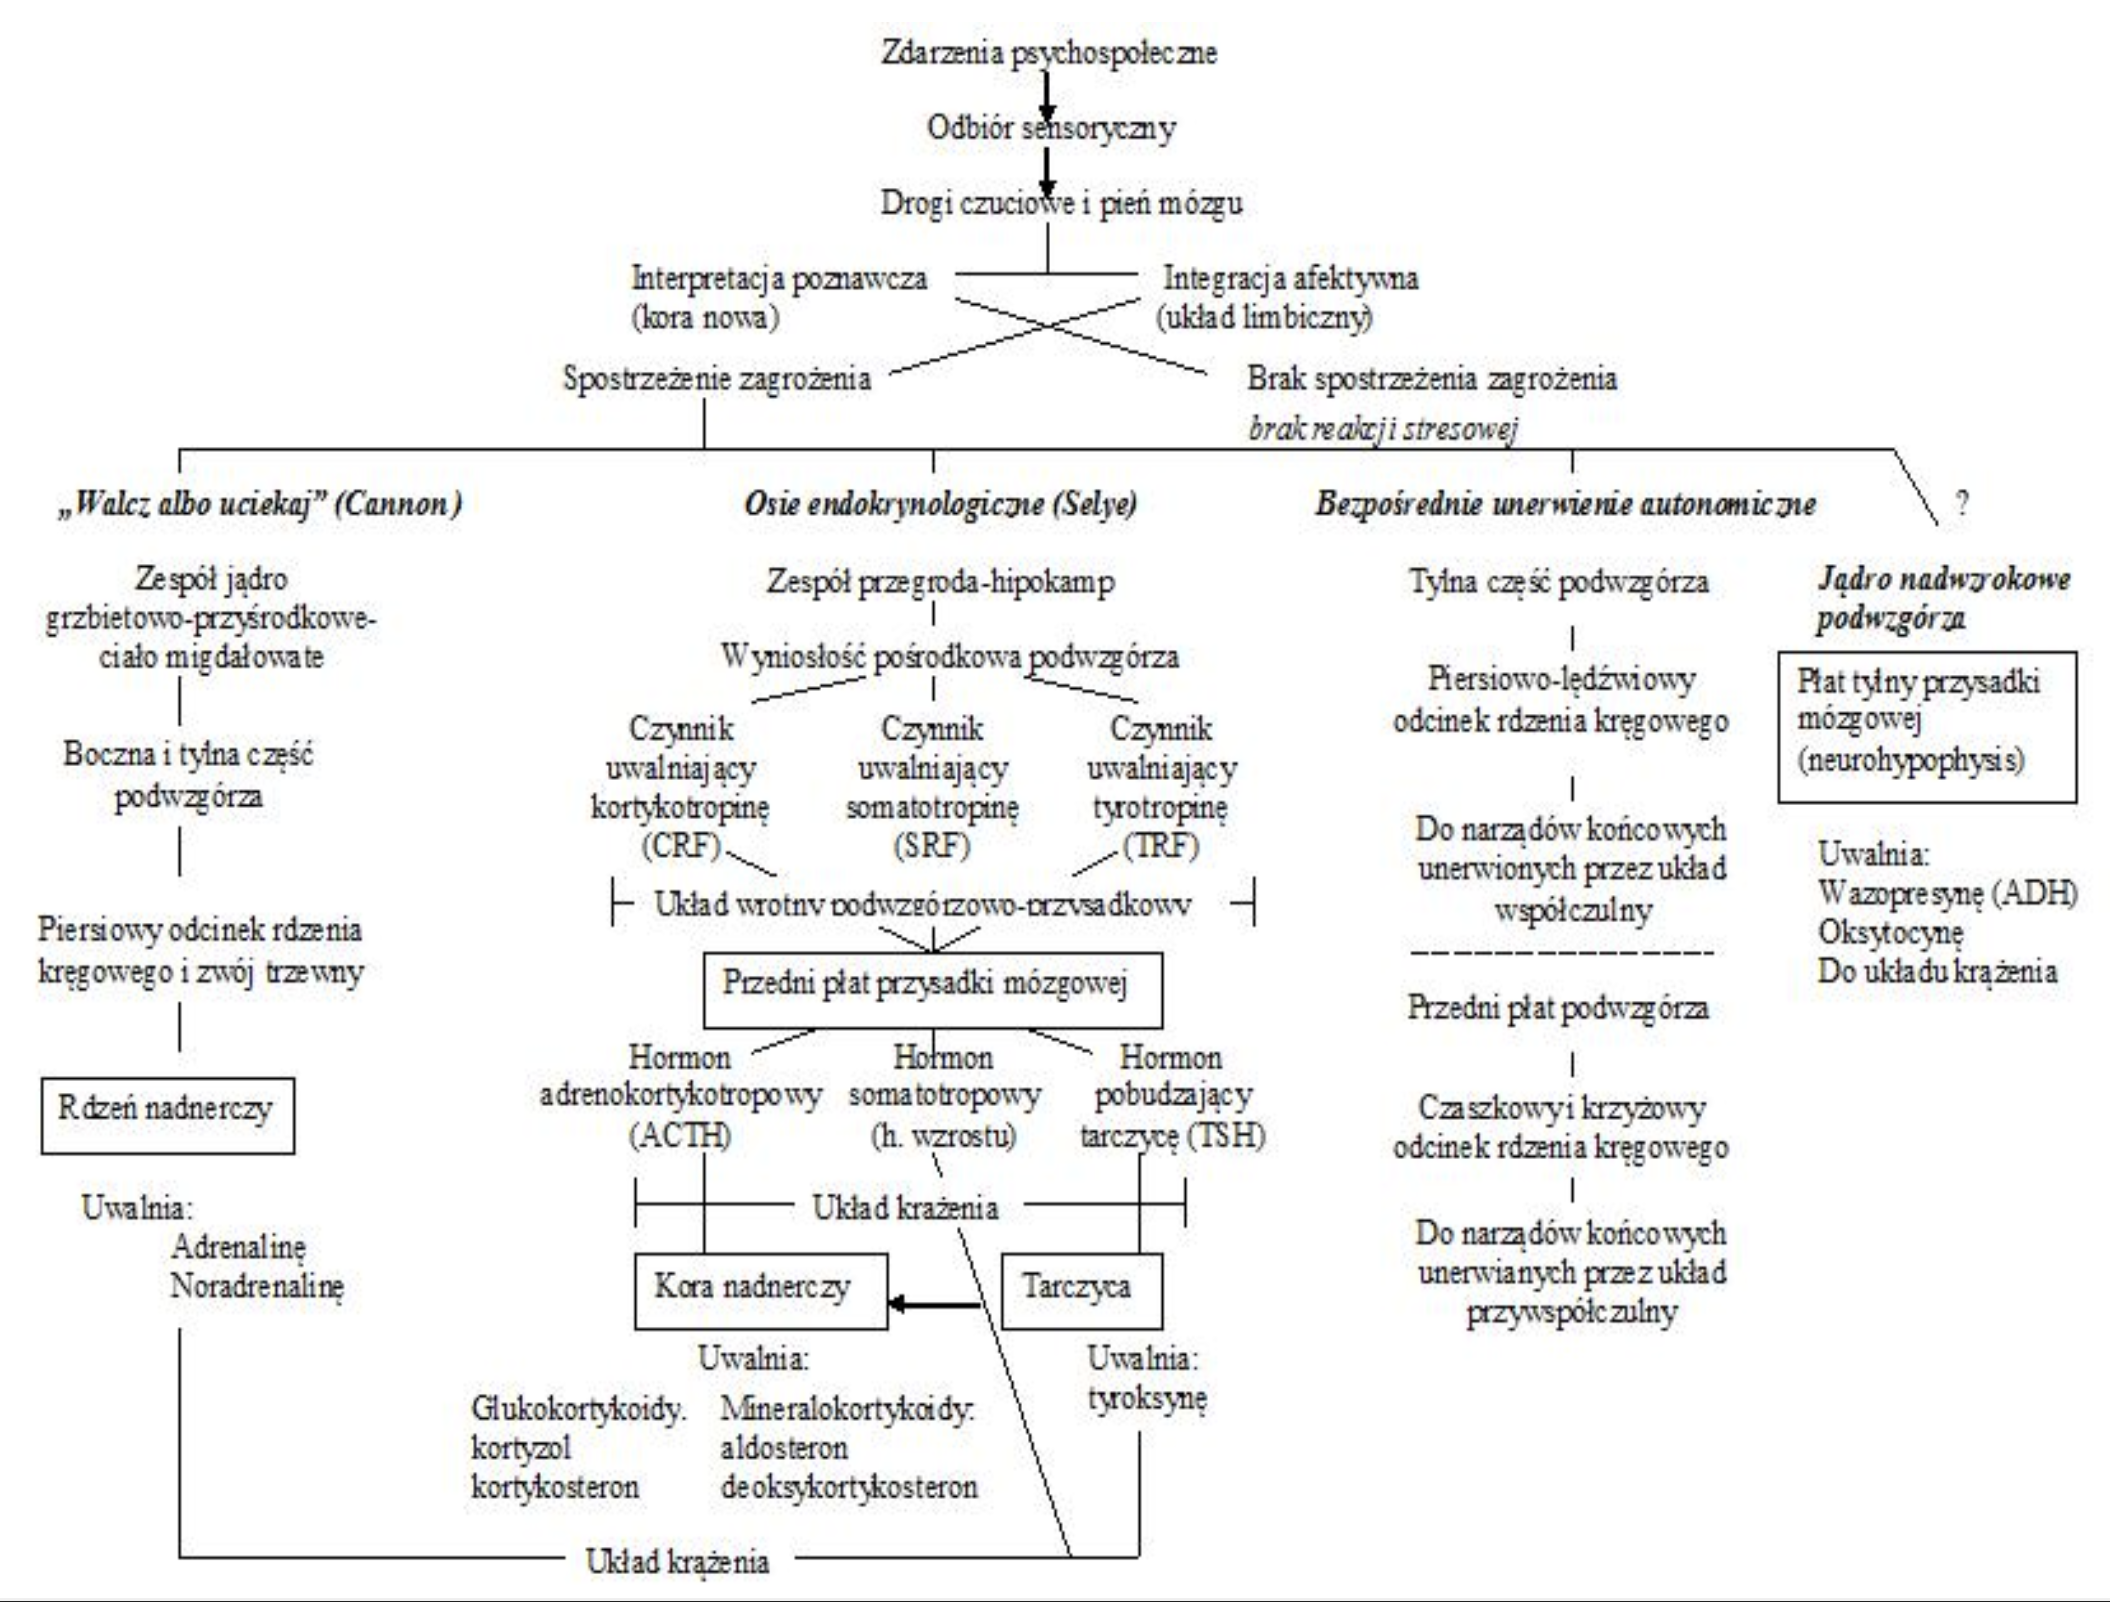 Zdarzenia psychospołeczne
Odbiór sensoryczny
Drogi czuciowe i pień mózgu
Interpretacja poznawcza
(kora nowa)
Integracja afektywna
(układ limbiczny)
Spostrzeżenie zagrożenia
Brak spostrzeżenia zagrożenia
brak reakcji stresowej
„Walcz albo uciekaj” (Cannon)
Zespół jądro
grzbietowo-przyśrodkowe-
ciało migdałowate
Boczna i tylna część
podwzgórza
Piersiowy odcinek rdzenia
kręgowego i zwój trzewny
Rdzeń nadnerczy
Uwalnia:
Adrenalinę
Noradrenalinę
Osie endokrynologiczne (Selye)
Zespół przegroda-hipokamp
Wyniosłość pośrodkowa podwzgórza
Czynnik
uwalniający
kortykotropinę
(CRF)
Czynnik
uwalniający
somatotropinę
(SRF)
Czynnik
uwalniający
tyrotropinę
(TRF)
Układ wrotny podwzgórzowo-przysadkowy
Przedni płat przysadki mózgowej
Hormon
adrenokortykotropowy
(ACTH)
Hormon
somatotropowy
(h. wzrostu)
Hormon
pobudzający
tarczycę (TSH)
Układ krażenia
Kora nadnerczy
Tarczyca
Uwalnia:
Glukokortykoidy.
kortyzol
kortykosteron
Mineralokortykoidy:
aldosteron
deoksykortykosteron
Uwalnia:
tyroksynę
Układ krążenia
Bezpośrednie unerwienie autonomiczne
Tylna część podwzgórza
Piersiowo-lędźwiowy
odcinek rdzenia kręgowego
Do narządów końcowych
unerwionych przez układ
współczulny
Przedni płat podwzgórza
Czaszkowy i krzyżowy
odcinek rdzenia kręgowego
Do narządów końcowych
unerwianych przez układ
przywspółczulny
?
Jądro nadwzrokowe
podwzgórza
Płat tylny przysadki
mózgowej
(neurohypophysis)
Uwalnia:
Wazopresynę (ADH)
Oksytocynę
Do układu krążenia